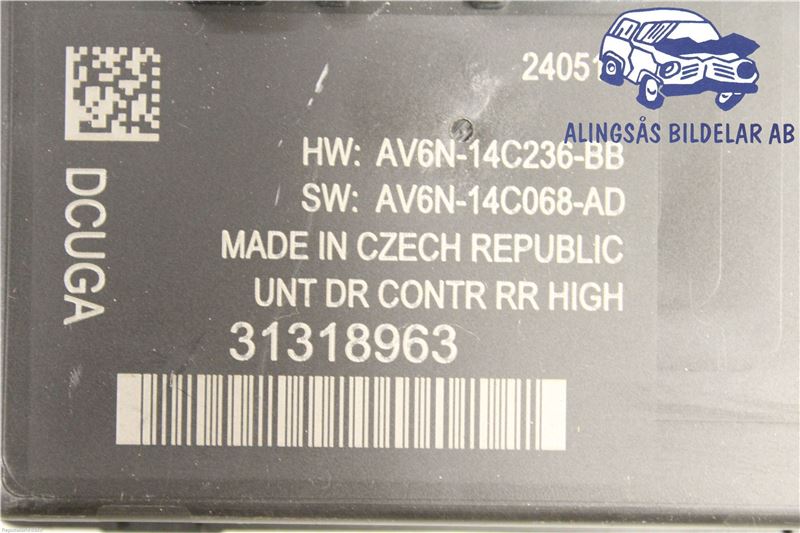 24051
ALINGSÅS BILDELAR AB
HW: AV6N-14C236-BB
SW: AV6N-14C068-AD
MADE IN CZECH REPUBLIC
UNT DR CONTR RR HIGH
31318963
DCUGA